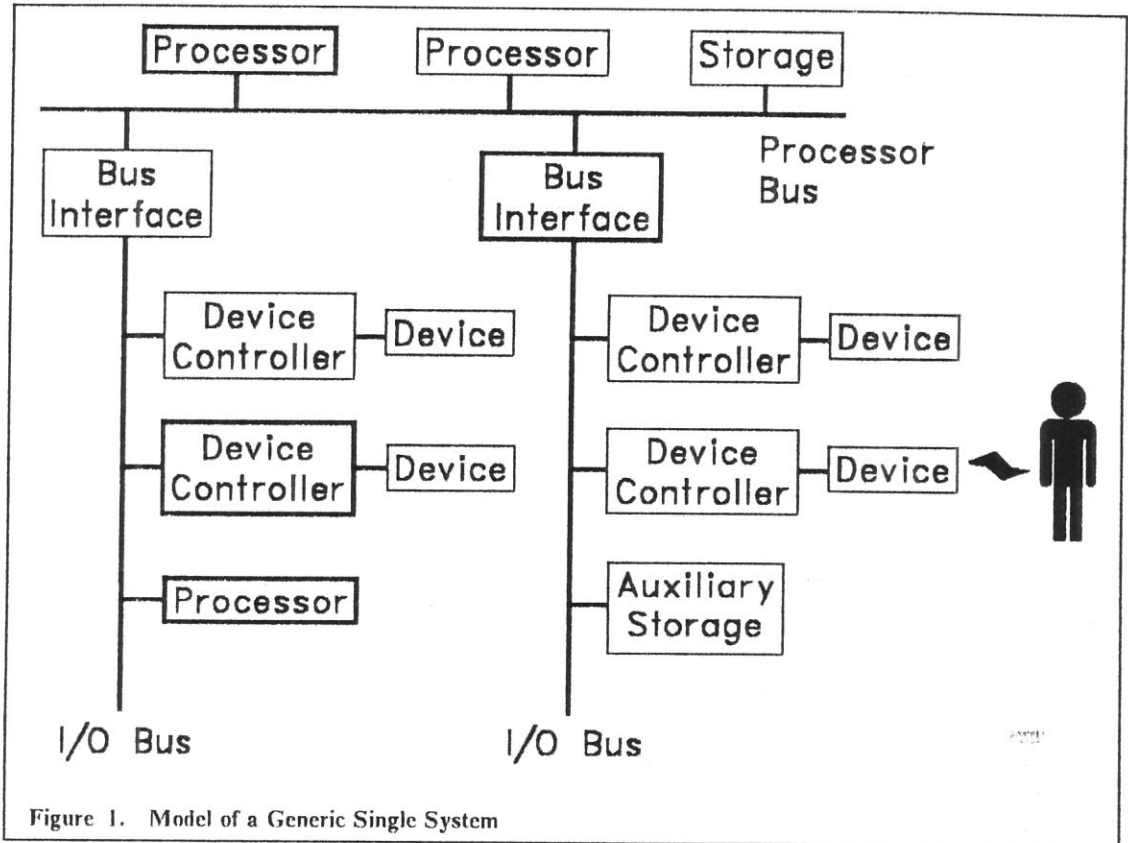 Processor
Processor
Storage
Processor
Bus
Bus
Interface
Bus
Interface
Device
Controller
Device
Device
Controller
Device
Device
Controller
Device
Device
Controller
Device
Processor
Auxiliary
Storage
I/O Bus
I/O Bus
Figure 1. Model of a Generic Single System